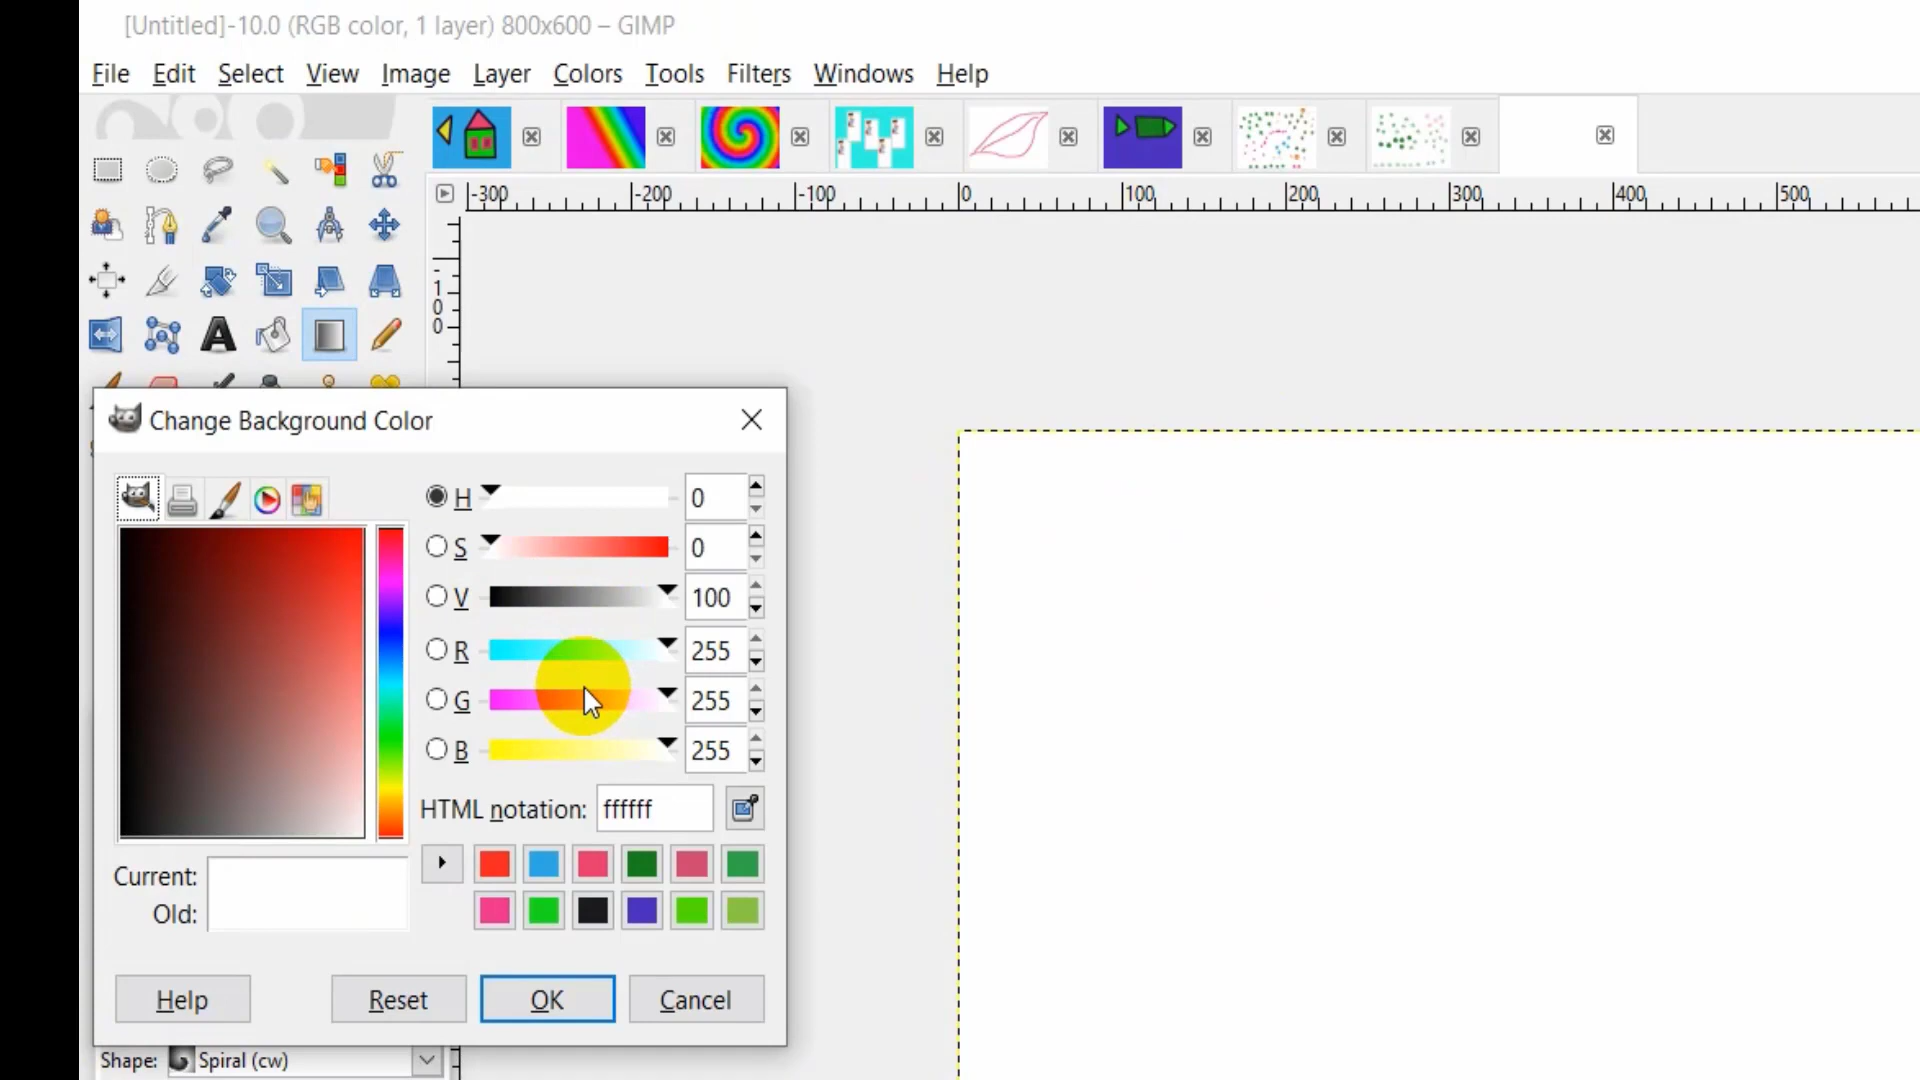 [Untitled]-10.0 (RGB color, 1 layer) 800x600 – GIMP
File Edit Select View Image Layer Colors Tools Filters Windows Help
-300 -200 -100 0 100 200 300 400 500
-100
Change Background Color
H 0
S 0
V 100
R 255
G 255
B 255
HTML notation: ffffff
Current:
Old:
Help Reset OK Cancel
Shape: Spiral (cw)